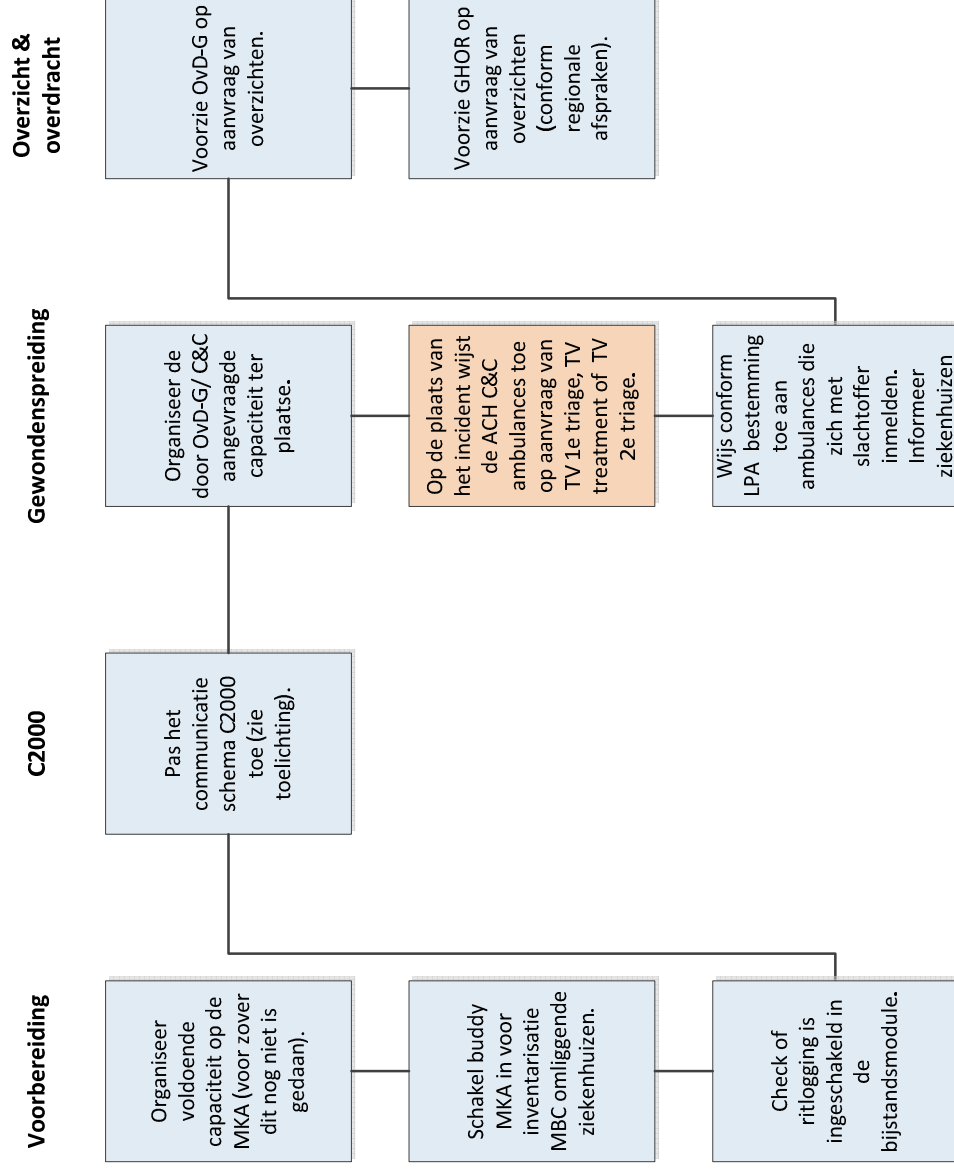 Voorbereiding
Organiseer
voldoende
capaciteit op de
MKA (voor zover
dit nog niet is
gedaan).
Schakel buddy
MKA in voor
inventarisatie
MBC omliggende
ziekenhuizen.
Check of
ritlogging is
ingeschakeld in
de
bijstandsmodule.
C2000
Pas het
communicatie
schema C2000
toe (zie
toelichting).
Gewondenspreiding
Organiseer de
door OvD-G/ C&C
aangevraagde
capaciteit ter
plaatse.
Op de plaats van
het incident wijst
de ACH C&C
ambulances toe
op aanvraag van
TV 1e triage, TV
treatment of TV
2e triage.
Wijs conform
LPA bestemming
toe aan
ambulances die
zich met
slachtoffer
inmelden.
Informeer
ziekenhuizen
Overzicht &
overdracht
Voorzie OvD-G op
aanvraag van
overzichten.
Voorzie GHOR op
aanvraag van
overzichten
(conform
regionale
afspraken).